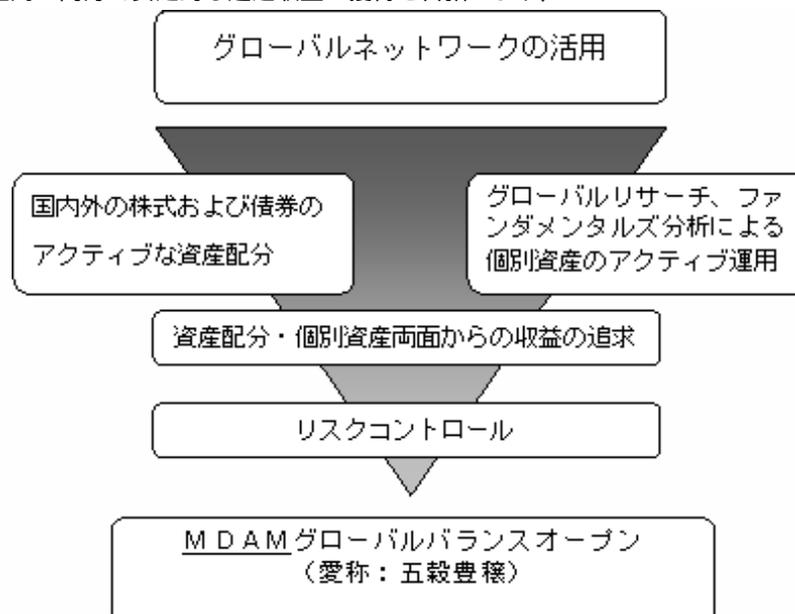 グローバルネットワークの活用
国内外の株式および債券の
アクティブな資産配分
グローバルリサーチ、ファ
ンダメンタルズ分析による
個別資産のアクティブ運用
資産配分・個別資産両面からの収益の追求
リスクコントロール
ＭＤＡＭグローバルバランスオープン
（愛称：五穀豊穣）